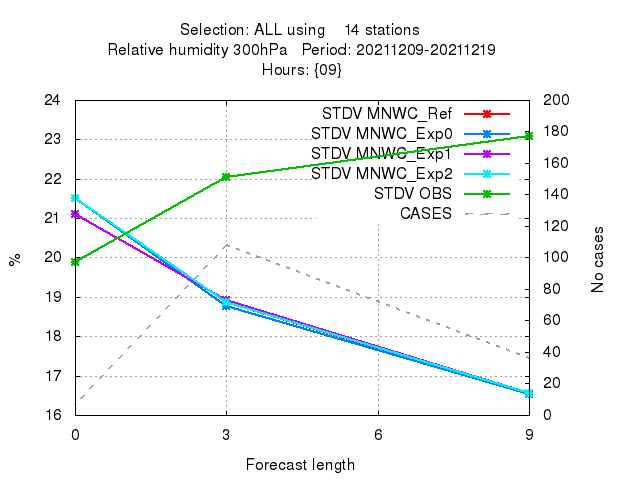 Selection: ALL using 14 stations
Relative humidity 300hPa Period: 20211209-20211219
Hours: {09}
24 200
STDV MNWC_Ref
23 180
STDV MNWC_Exp0
160
STDV MNWC_Exp1
22
STDV MNWC_Exp2
140
STDV OBS
21 120
CASES
20 100
%
No cases
19 80
18 60
40
17
20
16 0
0 3 6 9
Forecast length